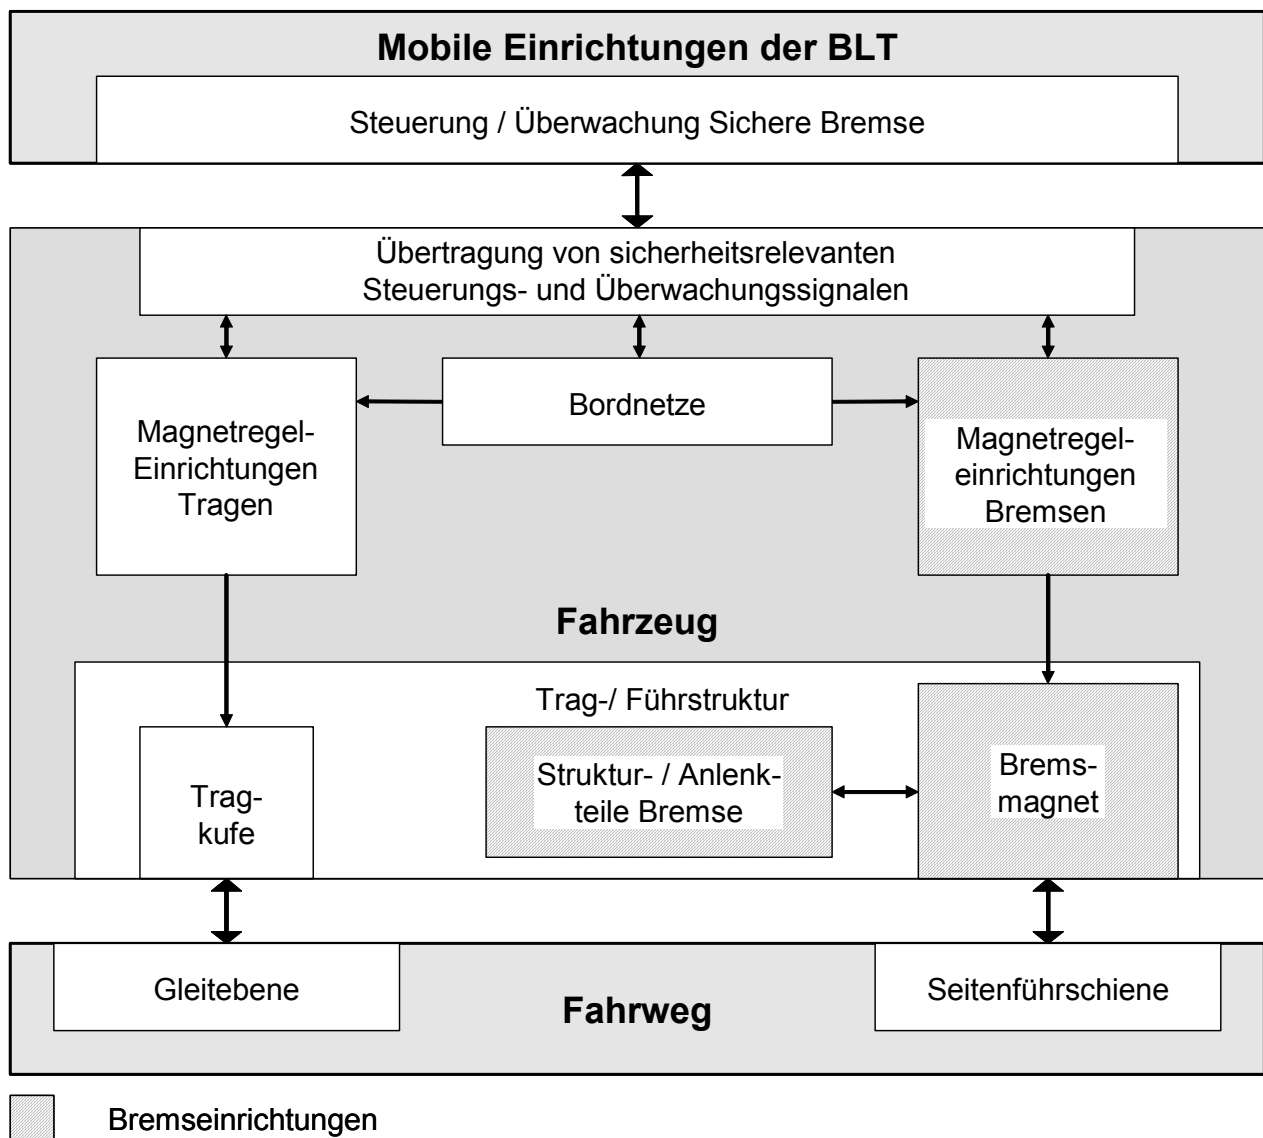 Mobile Einrichtungen der BLT
Steuerung / Überwachung Sichere Bremse
Übertragung von sicherheitsrelevanten
Steuerungs- und Überwachungssignalen
Magnetregel-
Einrichtungen
Tragen
Bordnetze
Magnetregel-
einrichtungen
Bremsen
Fahrzeug
Trag-/ Führstruktur
Trag-
kufe
Struktur- / Anlenk-
teile Bremse
Brems-
magnet
Gleitebene
Fahrweg
Seitenführschiene
Bremseinrichtungen